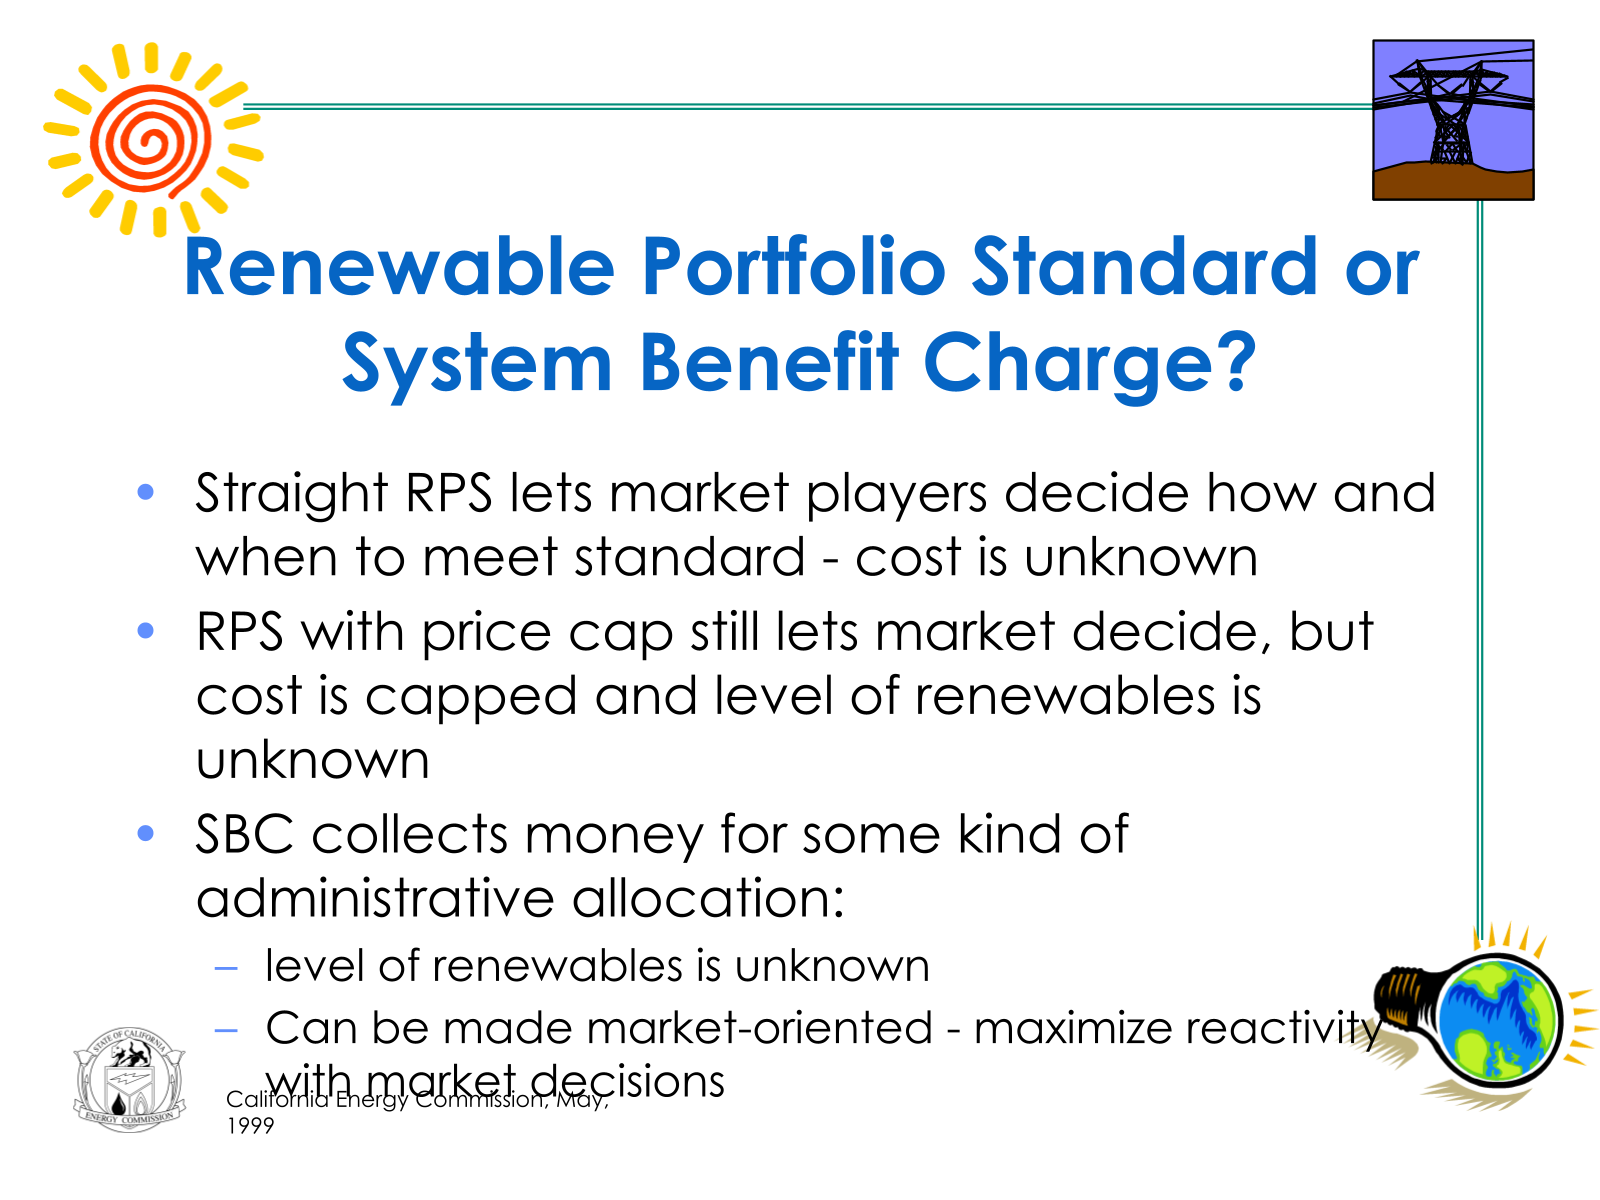 Renewable Portfolio Standard or
System Benefit Charge?
• Straight RPS lets market players decide how and
when to meet standard - cost is unknown
• RPS with price cap still lets market decide, but
cost is capped and level of renewables is
unknown
• SBC collects money for some kind of
administrative allocation:
– level of renewables is unknown
– Can be made market-oriented - maximize reactivity
with market decisions
STATE OF CALIFORNIA
ENERGY COMMISSION
California Energy Commission, May,
1999